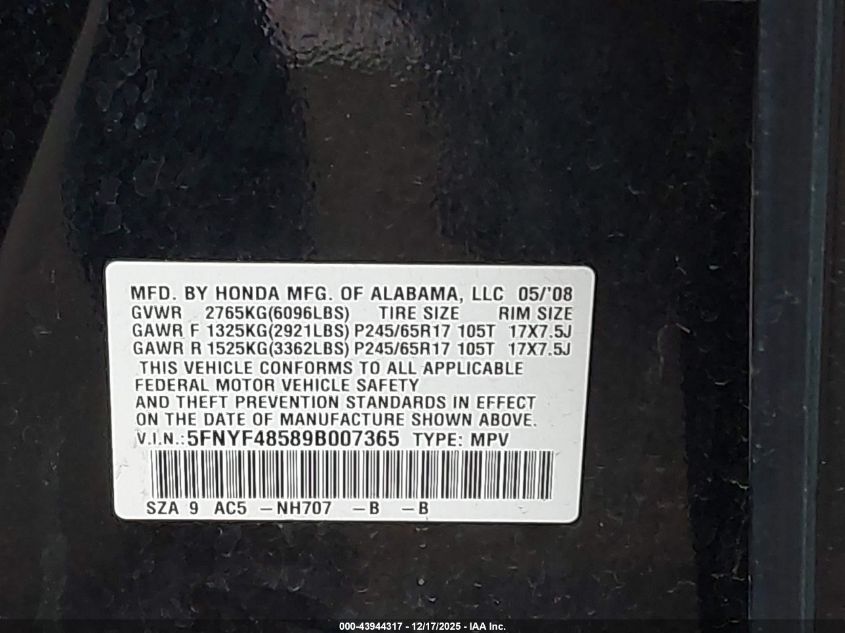 MFD. BY HONDA MFG. OF ALABAMA, LLC 05/'08
GVWR 2765KG(6096LBS) TIRE SIZE RIM SIZE
GAWR F 1325KG(2921LBS) P245/65R17 105T 17X7.5J
GAWR R 1525KG(3362LBS) P245/65R17 105T 17X7.5J
THIS VEHICLE CONFORMS TO ALL APPLICABLE
FEDERAL MOTOR VEHICLE SAFETY
AND THEFT PREVENTION STANDARDS IN EFFECT
ON THE DATE OF MANUFACTURE SHOWN ABOVE.
V.I.N.:5FNYF48589B007365 TYPE: MPV
SZA 9 AC5 -NH707 -B -B
000-43944317 - 12/17/2025 - IAA Inc.